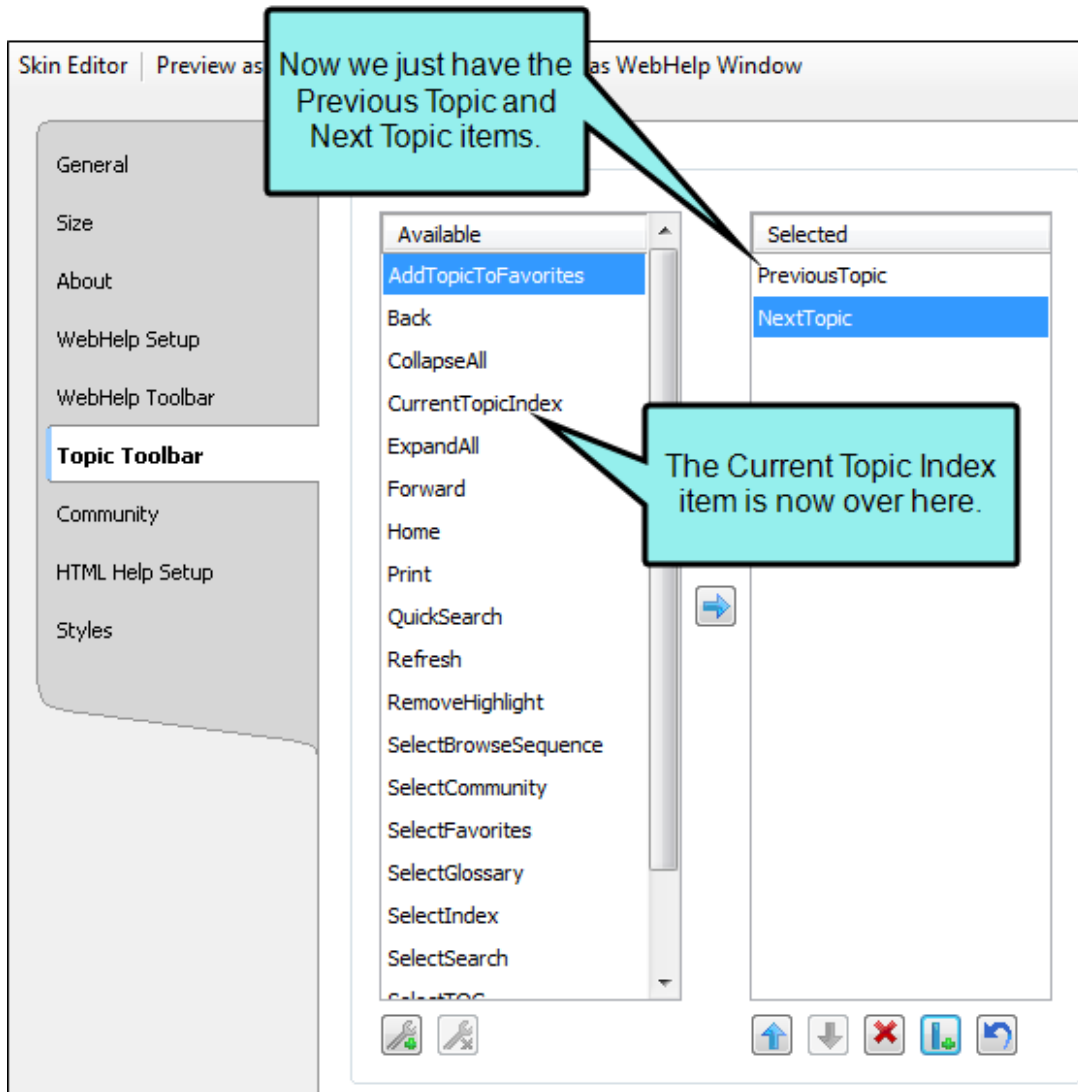 Skin Editor Preview as as WebHelp Window
Now we just have the
Previous Topic and
Next Topic items.
General
Size
About
WebHelp Setup
WebHelp Toolbar
Topic Toolbar
Community
HTML Help Setup
Styles
Available
AddTopicToFavorites
Back
CollapseAll
CurrentTopicIndex
ExpandAll
Forward
Home
Print
QuickSearch
Refresh
RemoveHighlight
SelectBrowseSequence
SelectCommunity
SelectFavorites
SelectGlossary
SelectIndex
SelectSearch
SelectTOC
Selected
PreviousTopic
NextTopic
The Current Topic Index
item is now over here.